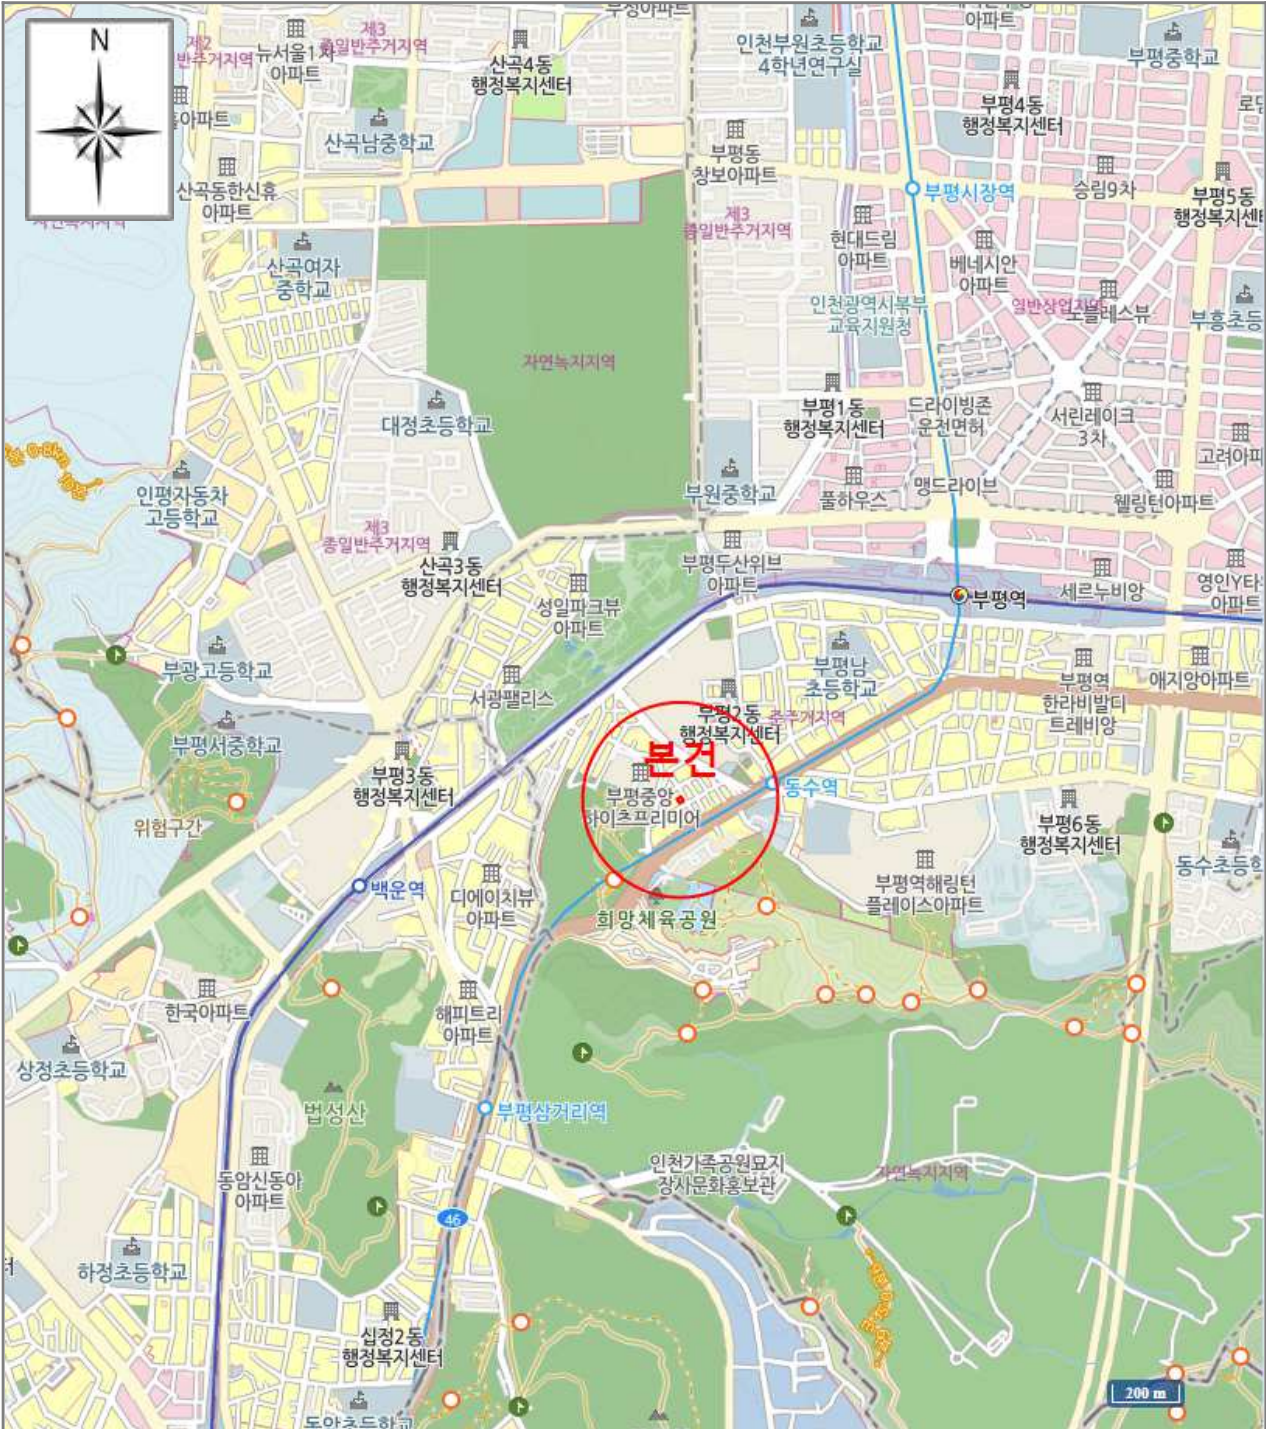 N
제2
반주거지역
뉴서울1차
아파트
제3
종일반주거지역
산곡4동
행정복지센터
부성아파트
인천부원초등학교
4학년연구실
아파트
부평중학교
산곡남중학교
부평4동
행정복지센터
산곡동한신휴
아파트
부평동
창보아파트
부평시장역
승림9차
부평5동
행정복지센터
자연녹지지역
산곡여자
중학교
제3
종일반주거지역
현대드림
아파트
베네시안
아파트
인천광역시북부
교육지원청
일반상업지역
노블레스뷰
부흥초등
자연녹지지역
대정초등학교
부평1동
행정복지센터
드라이빙존
운전면허
서린레이크
3차
고려아파
인평자동차
고등학교
부원중학교
풀하우스
맹드라이브
웰링턴아파트
제3
종일반주거지역
산곡3동
행정복지센터
부평두산위브
아파트
부평역
세르누비앙
영인Y타
아파트
성일파크뷰
아파트
부광고등학교
서광팰리스
부평남
초등학교
부평역
한라비발디
트레비앙
애지앙아파트
부평서중학교
부평2동
행정복지센터
준주거지역
본건
부평3동
행정복지센터
부평중앙
하이츠프리미어
동수역
위험구간
부평6동
행정복지센터
동수초등학
백운역
디에이치뷰
아파트
희망체육공원
부평역해링턴
플레이스아파트
한국아파트
해피트리
아파트
상정초등학교
법성산
부평삼거리역
동암신동아
아파트
인천가족공원묘지
장사문화홍보관
자연녹지지역
46
하정초등학교
십정2동
행정복지센터
동암초등학교
200 m